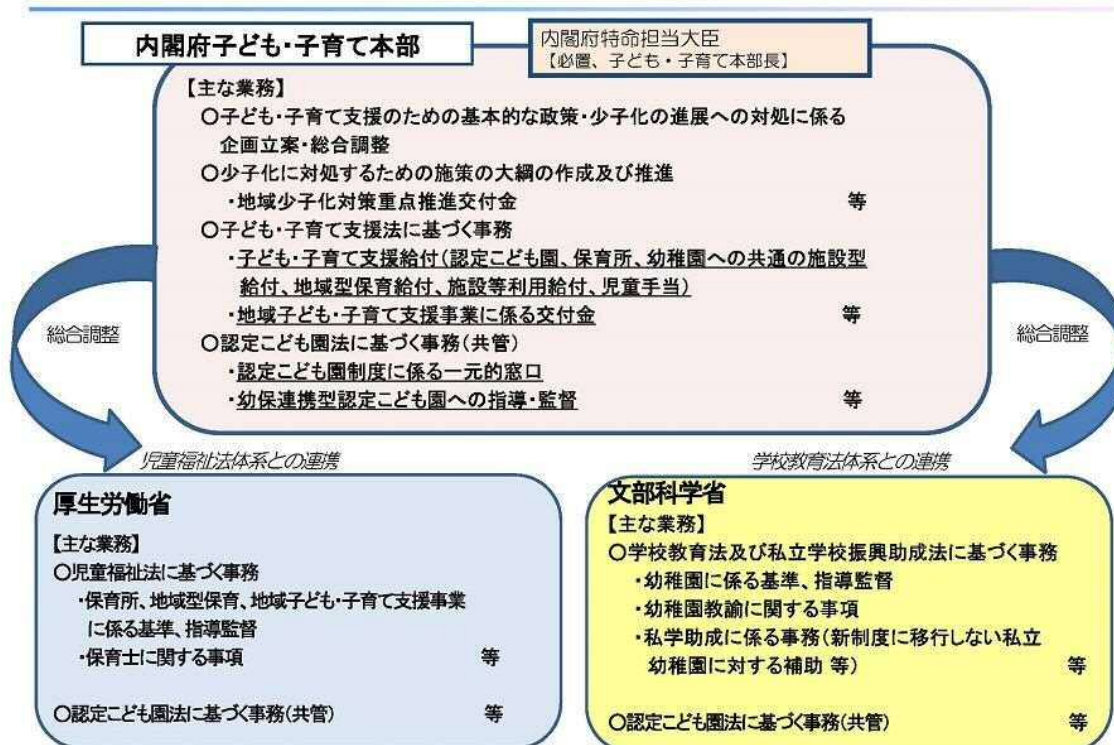 内閣府子ども・子育て本部
内閣府特命担当大臣
【必置、子ども・子育て本部長】
【主な業務】
○子ども・子育て支援のための基本的な政策・少子化の進展への対処に係る
企画立案・総合調整
○少子化に対処するための施策の大綱の作成及び推進
・地域少子化対策重点推進交付金 等
○子ども・子育て支援法に基づく事務
・子ども・子育て支援給付(認定こども園、保育所、幼稚園への共通の施設型
給付、地域型保育給付、施設等利用給付、児童手当)
・地域子ども・子育て支援事業に係る交付金 等
○認定こども園法に基づく事務(共管)
・認定こども園制度に係る一元的窓口
・幼保連携型認定こども園への指導・監督 等
総合調整
総合調整
児童福祉法体系との連携
厚生労働省
【主な業務】
○児童福祉法に基づく事務
・保育所、地域型保育、地域子ども・子育て支援事業
に係る基準、指導監督
・保育士に関する事項 等
○認定こども園法に基づく事務(共管) 等
学校教育法体系との連携
文部科学省
【主な業務】
○学校教育法及び私立学校振興助成法に基づく事務
・幼稚園に係る基準、指導監督
・幼稚園教諭に関する事項
・私学助成に係る事務(新制度に移行しない私立
幼稚園に対する補助 等) 等
○認定こども園法に基づく事務(共管) 等